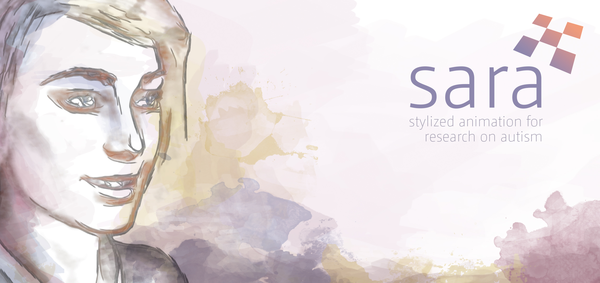 sara
stylized animation for
research on autism